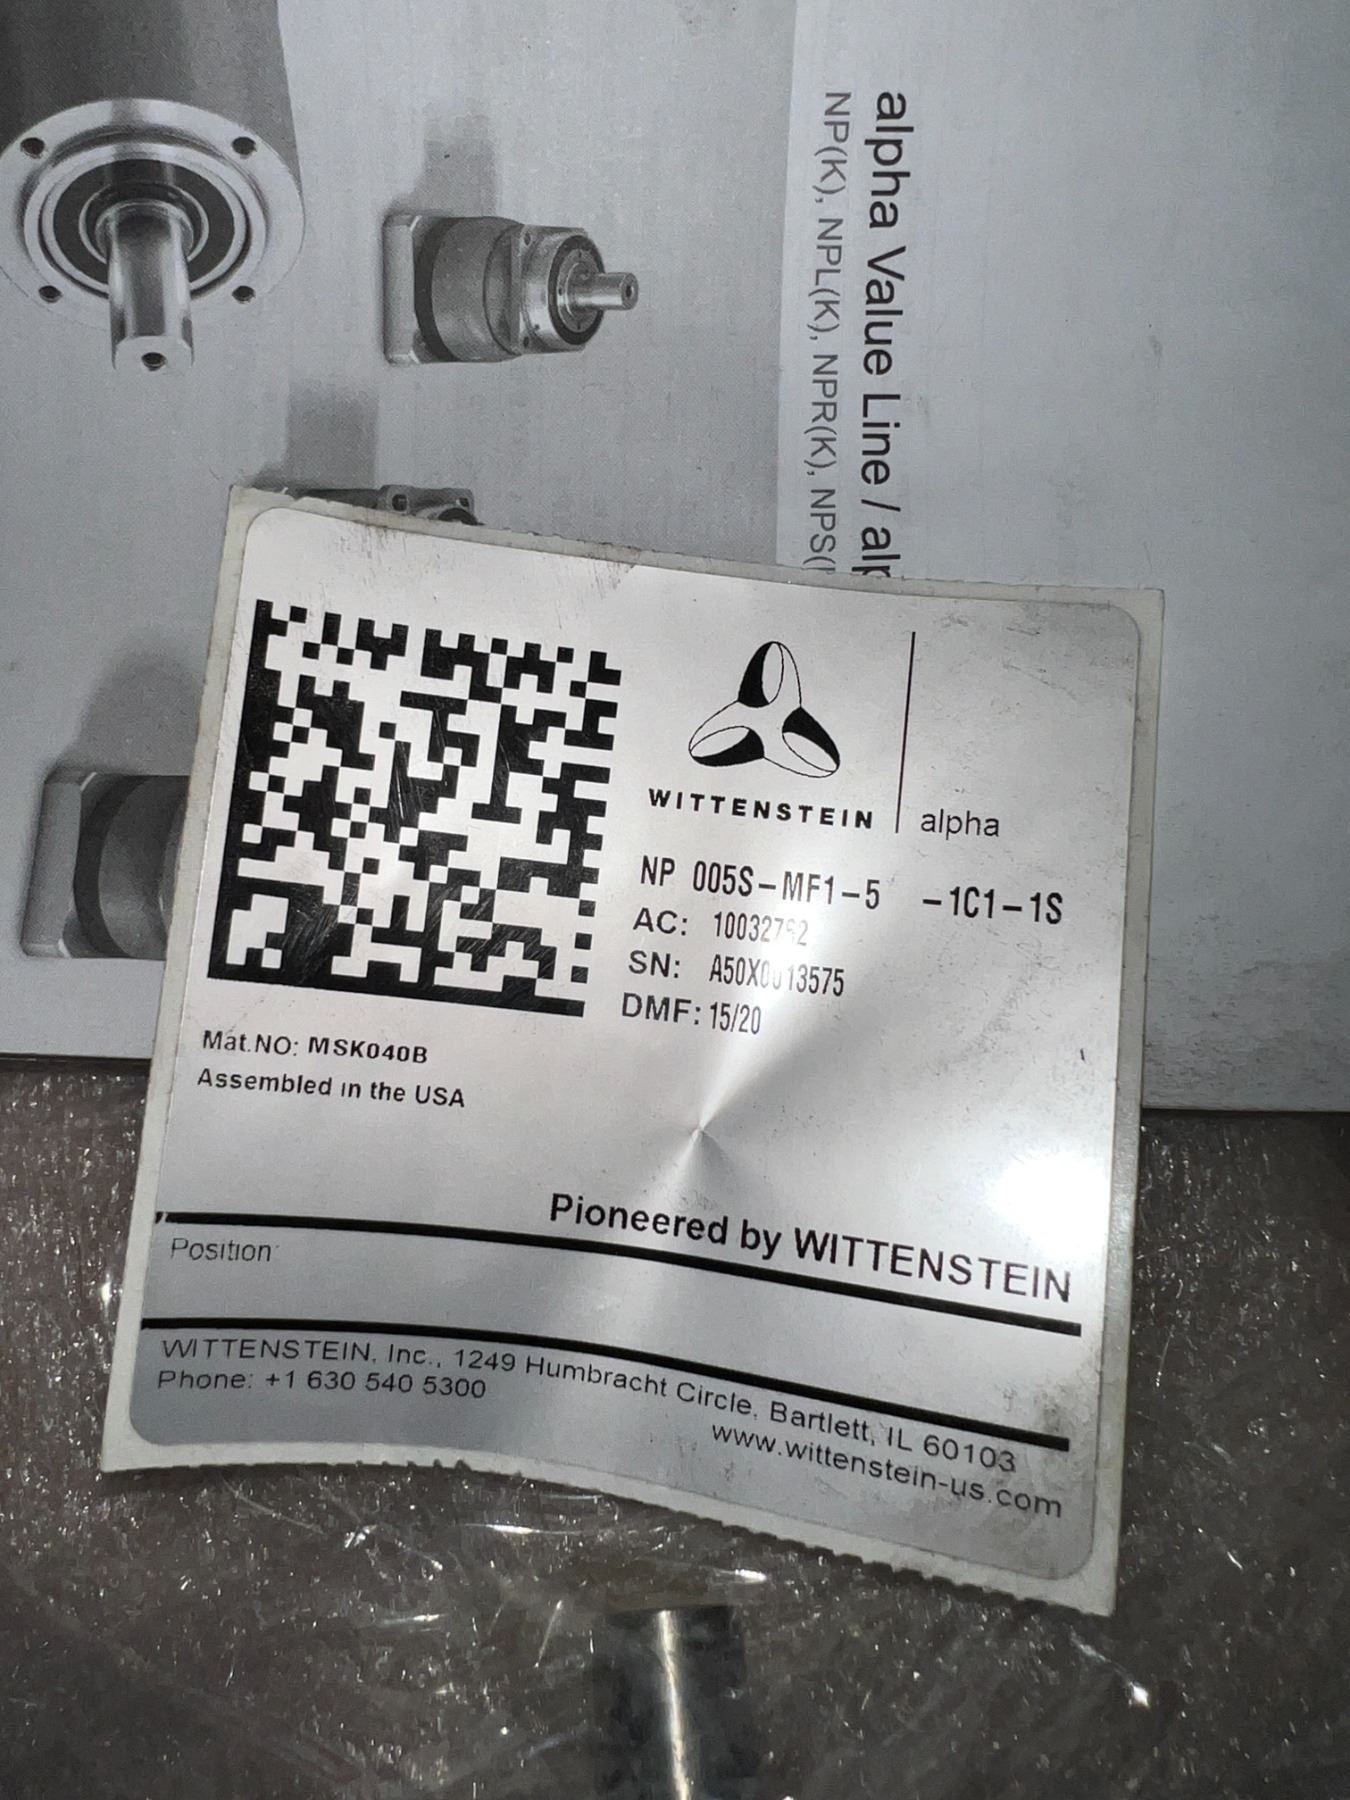 alpha Value Line / alp
NP(K), NPL(K), NPR(K), NPS(
WITTENSTEIN
alpha
NP 005S-MF1-5 -1C1-1S
AC:
SN:
DMF: 15/20
Mat.NO: MSK040B
Assembled in the USA
Pioneered by WITTENSTEIN
Position:
WITTENSTEIN, Inc., 1249 Humbracht Circle, Bartlett, IL 60103
Phone: +1 630 540 5300
www.wittenstein-us.com